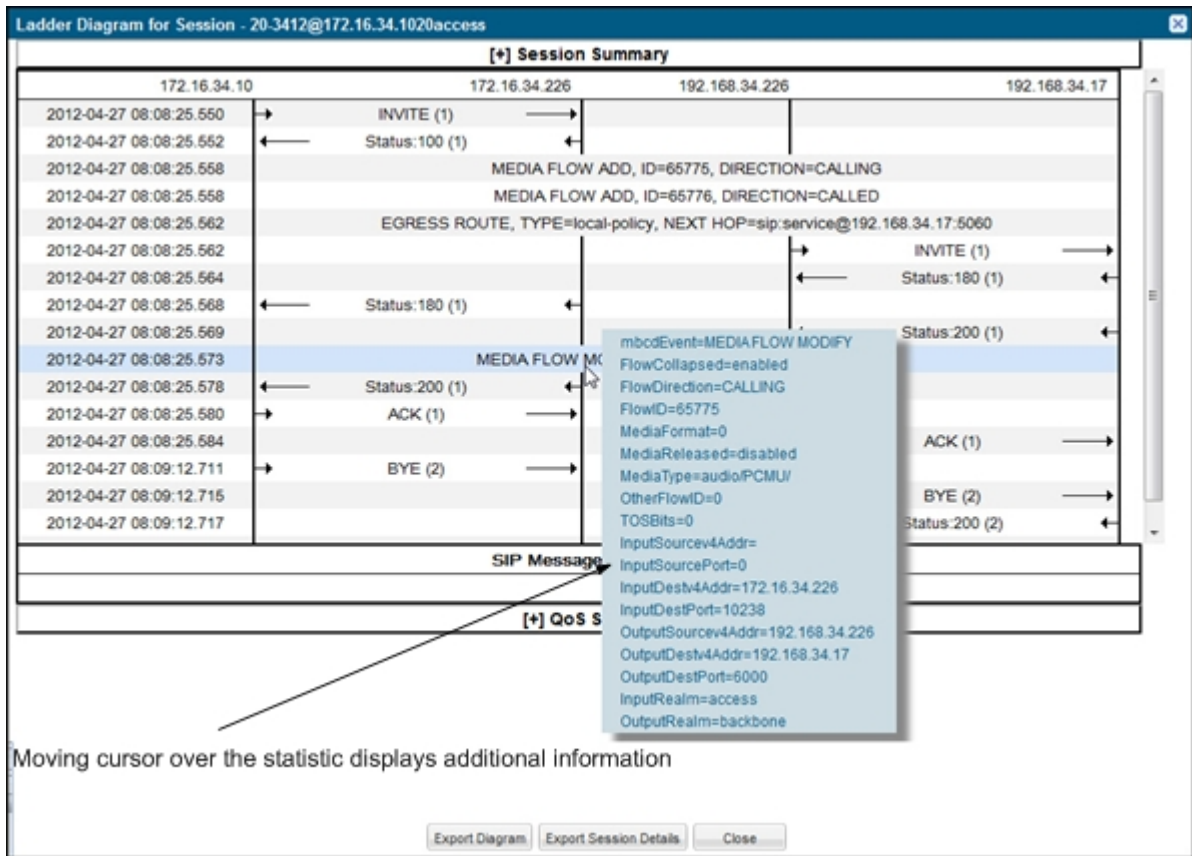 Ladder Diagram for Session - 20-3412@172.16.34.1020access
[+] Session Summary
172.16.34.10 172.16.34.226 192.168.34.226 192.168.34.17
2012-04-27 08:08:25.550 INVITE (1)
2012-04-27 08:08:25.552 Status:100 (1)
2012-04-27 08:08:25.558 MEDIA FLOW ADD, ID=65775, DIRECTION=CALLING
2012-04-27 08:08:25.558 MEDIA FLOW ADD, ID=65776, DIRECTION=CALLED
2012-04-27 08:08:25.562 EGRESS ROUTE, TYPE=local-policy, NEXT HOP=sip:service@192.168.34.17:5060
2012-04-27 08:08:25.562 INVITE (1)
2012-04-27 08:08:25.564 Status:180 (1)
2012-04-27 08:08:25.568 Status:180 (1)
2012-04-27 08:08:25.569 Status:200 (1)
2012-04-27 08:08:25.573 MEDIA FLOW
2012-04-27 08:08:25.578 Status:200 (1)
2012-04-27 08:08:25.580 ACK (1)
2012-04-27 08:08:25.584 ACK (1)
2012-04-27 08:09:12.711 BYE (2)
2012-04-27 08:09:12.715 BYE (2)
2012-04-27 08:09:12.717 Status:200 (2)
mbcdEvent=MEDIA FLOW MODIFY
FlowCollapsed=enabled
FlowDirection=CALLING
FlowID=65775
MediaFormat=0
MediaReleased=disabled
MediaType=audio/PCMU/
OtherFlowID=0
TOSBits=0
InputSourcev4Addr=
InputSourcePort=0
InputDestv4Addr=172.16.34.226
InputDestPort=10238
OutputSourcev4Addr=192.168.34.226
OutputDestv4Addr=192.168.34.17
OutputDestPort=6000
InputRealm=access
OutputRealm=backbone
SIP Message
[+] QoS S
Moving cursor over the statistic displays additional information
Export Diagram Export Session Details Close